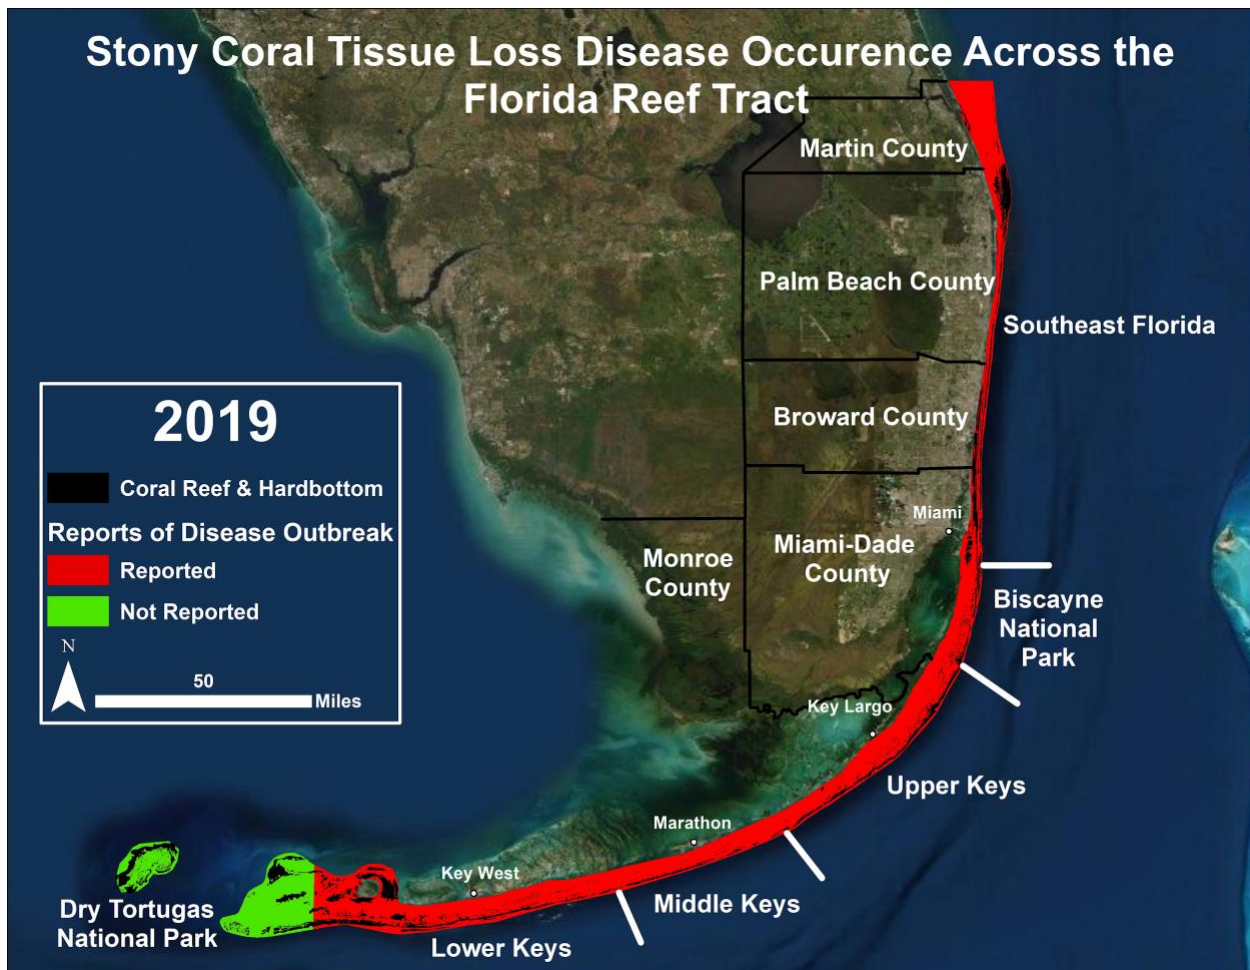 Stony Coral Tissue Loss Disease Occurence Across the
Florida Reef Tract
Martin County
Palm Beach County
Southeast Florida
Broward County
Miami
Miami-Dade
County
Monroe
County
Biscayne
National
Park
Key Largo
Upper Keys
Marathon
Middle Keys
Key West
Lower Keys
Dry Tortugas
National Park
2019
Coral Reef & Hardbottom
Reports of Disease Outbreak
Reported
Not Reported
N
50
Miles